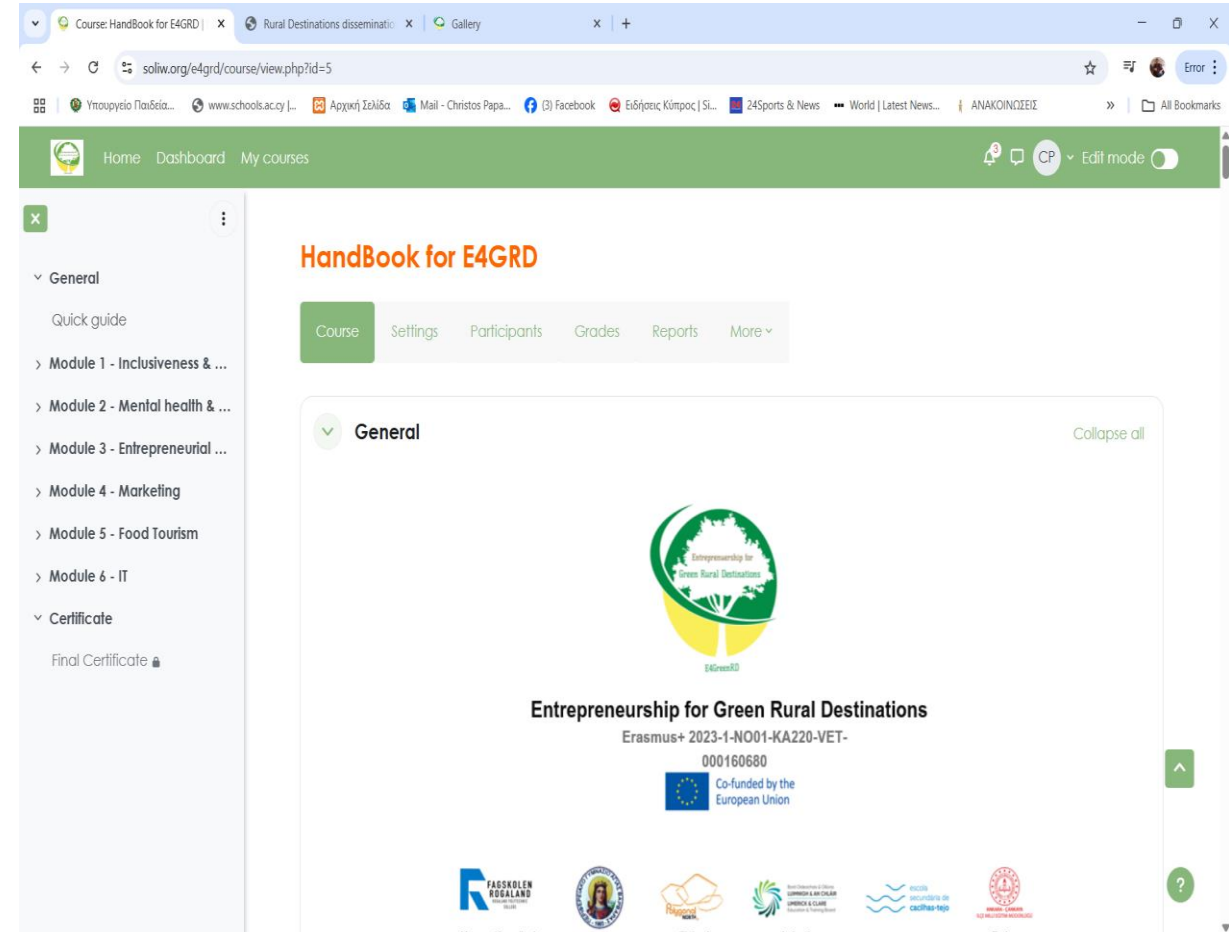 Course: HandBook for E4GRD |
Rural Destinations disseminatio
Gallery
soliw.org/e4grd/course/view.php?id=5
Error
Υπουργείο Παιδεία...
www.schools.ac.cy |...
Αρχική Σελίδα
Mail - Christos Papa...
(3) Facebook
Ειδήσεις Κύπρος | Si...
24Sports & News
World | Latest News...
ΑΝΑΚΟΙΝΩΣΕΙΣ
»
All Bookmarks
Home
Dashboard
My courses
3
CP
Edit mode
General
Quick guide
Module 1 - Inclusiveness & ...
Module 2 - Mental health & ...
Module 3 - Entrepreneurial ...
Module 4 - Marketing
Module 5 - Food Tourism
Module 6 - IT
Certificate
Final Certificate
HandBook for E4GRD
Course
Settings
Participants
Grades
Reports
More
General
Collapse all
Entrepreneurship for
Green Rural Destinations
E4GreenRD
Entrepreneurship for Green Rural Destinations
Erasmus+ 2023-1-NO01-KA220-VET-
000160680
Co-funded by the
European Union
FAGSKOLEN
ROGALAND
Polygonal
NORTH
LIMERICK & CLARE
escola
secundária de
cacilhas-tejo
?